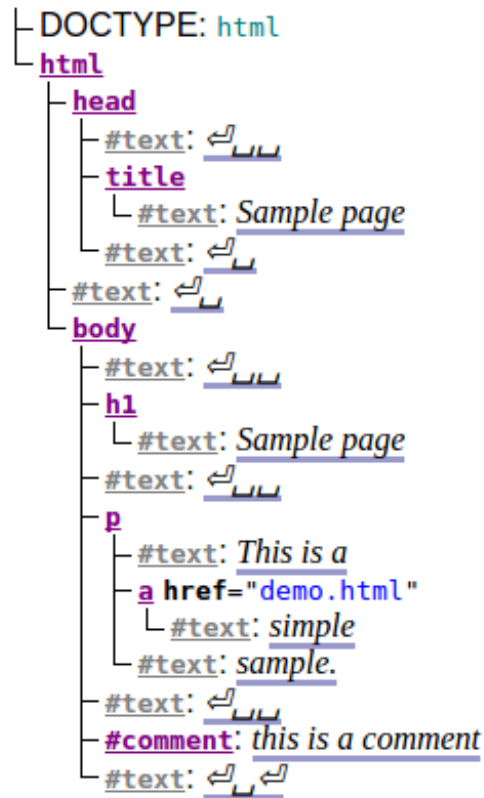 DOCTYPE: html
html
head
#text: ⏎␣␣
title
#text: Sample page
#text: ⏎␣
#text: ⏎␣
body
#text: ⏎␣␣
h1
#text: Sample page
#text: ⏎␣␣
p
#text: This is a
a href="demo.html"
#text: simple
#text: sample.
#text: ⏎␣␣
#comment: this is a comment
#text: ⏎␣⏎